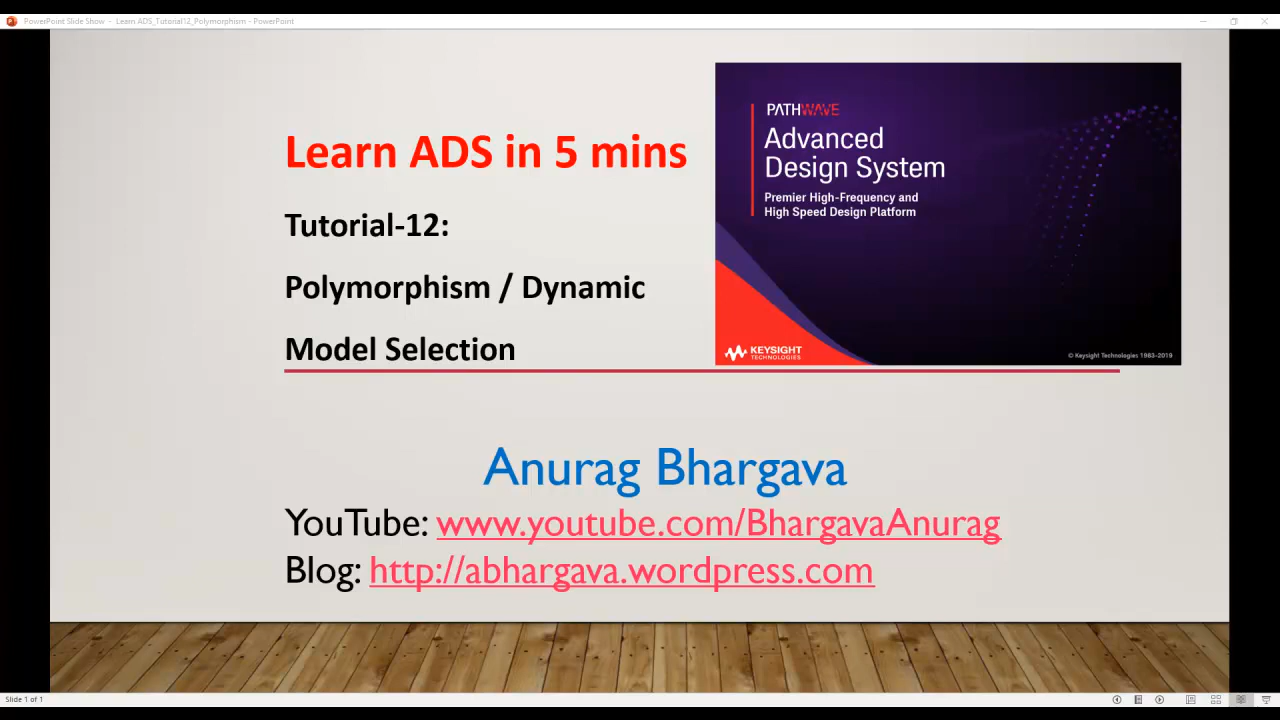 PowerPoint Slide Show - Learn ADS_Tutorial12_Polymorphism - PowerPoint
Learn ADS in 5 mins
Tutorial-12:
Polymorphism / Dynamic
Model Selection
PATHWAVE
Advanced
Design System
Premier High-Frequency and
High Speed Design Platform
KEYSIGHT
TECHNOLOGIES
© Keysight Technologies 1983-2019
Anurag Bhargava
YouTube: www.youtube.com/BhargavaAnurag
Blog: http://abhargava.wordpress.com
Slide 1 of 1